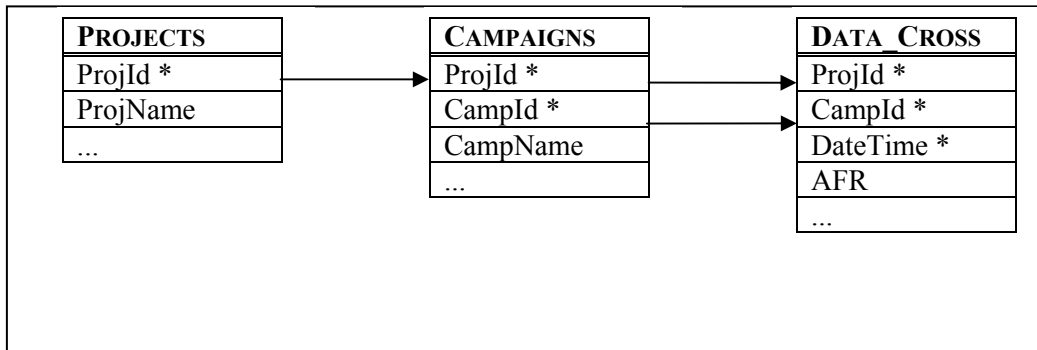 PROJECTS
ProjId *
ProjName
...
CAMPAIGNS
ProjId *
CampId *
CampName
...
DATA_CROSS
ProjId *
CampId *
DateTime *
AFR
...